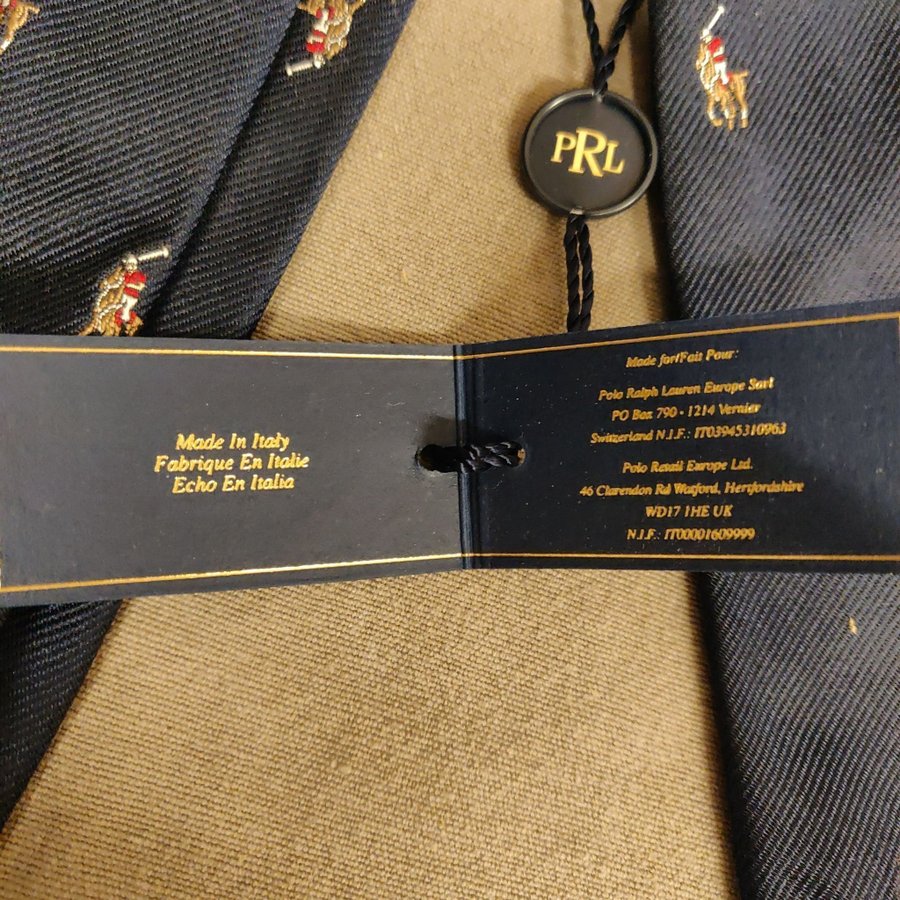 PRL
Made In Italy
Fabrique En Italie
Echo En Italia
Made for/Fait Pour:
Polo Ralph Lauren Europe Sarl
PO Box 790 - 1214 Vernier
Switzerland N.I.F.: IT03945310963
Polo Retail Europe Ltd.
46 Clarendon Rd Watford, Hertfordshire
WD17 1HE UK
N.I.F.: IT00001609999